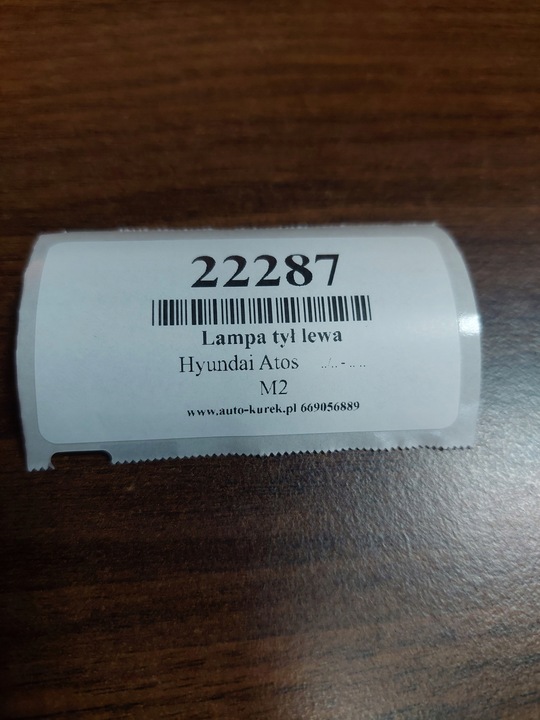 22287
Lampa tył lewa
Hyundai Atos ../.. - .. ..
M2
www.auto-kurek.pl 669056889